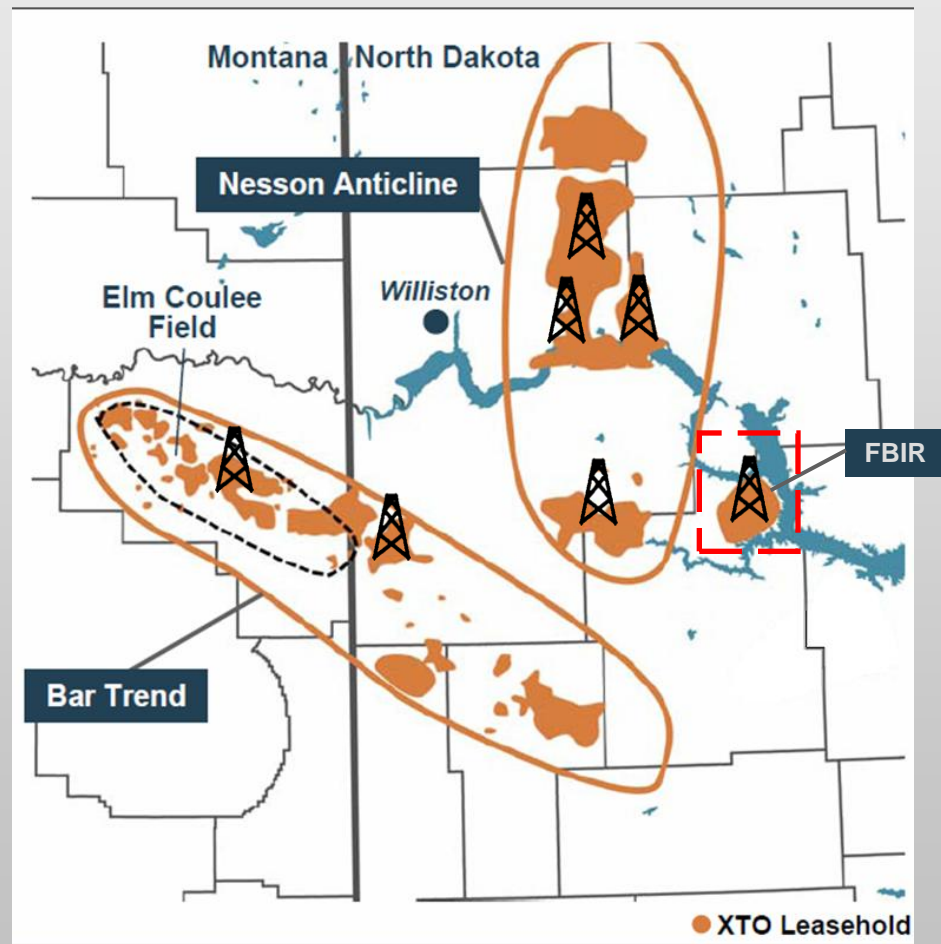 Montana North Dakota
Nesson Anticline
Elm Coulee
Field
Williston
FBIR
Bar Trend
XTO Leasehold